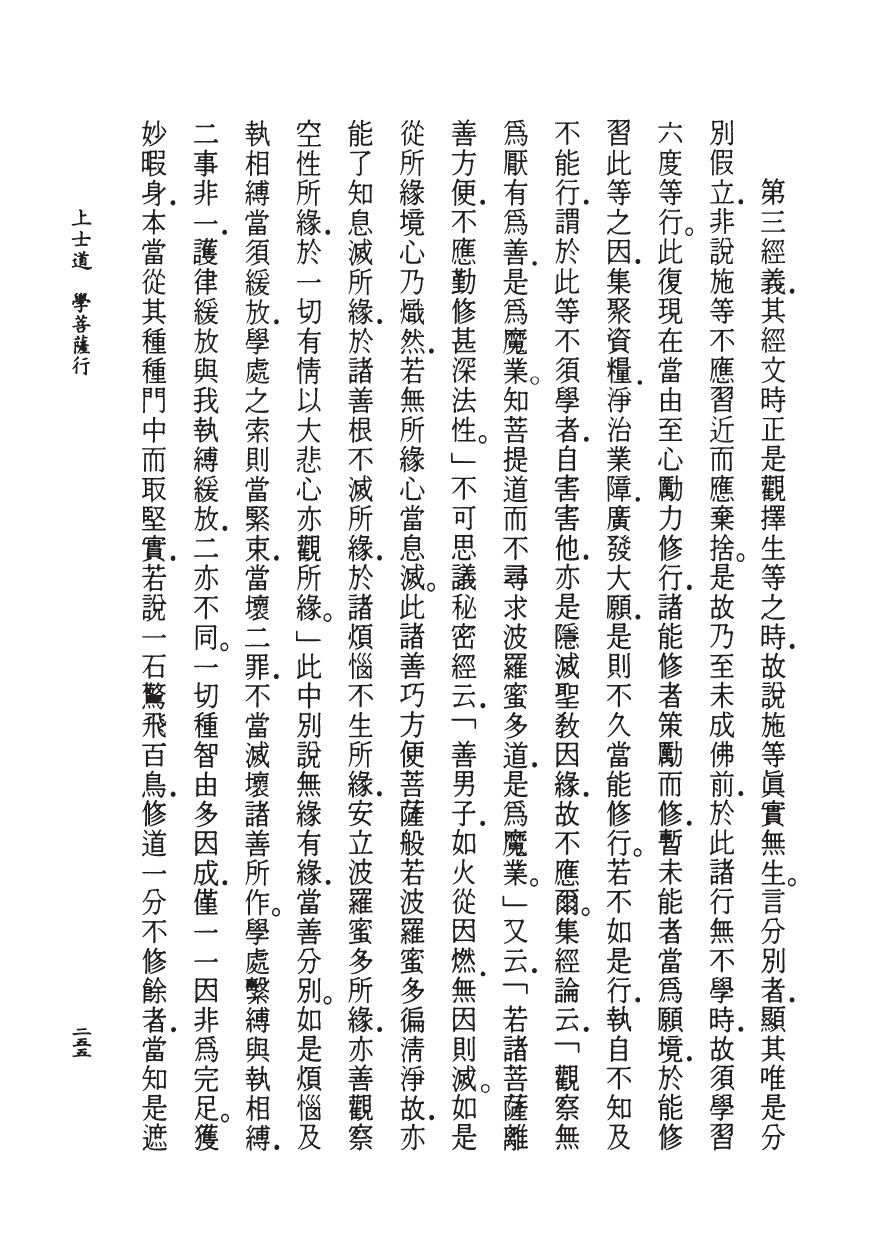 第三經義．其經文時正是觀擇生等之時．故說施等眞實無生。言分別者．顯其唯是分
別假立．非說施等不應習近而應棄捨。是故乃至未成佛前．於此諸行無不學時．故須學習
六度等行。此復現在當由至心勵力修行．諸能修者策勵而修．暫未能者當爲願境．於能修
習此等之因．集聚資糧．淨治業障．廣發大願．是則不久當能修行。若不如是行．執自不知及
不能行．謂於此等不須學者．自害害他．亦是隱滅聖敎因緣．故不應爾。集經論云．「觀察無
爲厭有爲善．是爲魔業。知菩提道而不尋求波羅蜜多道．是爲魔業。」又云．「若諸菩薩離
善方便．不應勤修甚深法性。」不可思議秘密經云．「善男子．如火從因燃．無因則滅。如是
從所緣境心乃熾然．若無所緣心當息滅。此諸善巧方便菩薩般若波羅蜜多徧淸淨故．亦
能了知息滅所緣．於諸善根不滅所緣．於諸煩惱不生所緣．安立波羅蜜多所緣．亦善觀察
空性所緣．於一切有情以大悲心亦觀所緣。」此中別說無緣有緣．當善分別。如是煩惱及
執相縛當須緩放．學處之索則當緊束．當壞二罪．不當滅壞諸善所作。學處繫縛與執相縛．
二事非一．護律緩放與我執縛緩放．二亦不同。一切種智由多因成．僅一一因非爲完足。獲
妙暇身．本當從其種種門中而取堅實．若說一石驚飛百鳥．修道一分不修餘者．當知是遮
上士道　學菩薩行
二五五